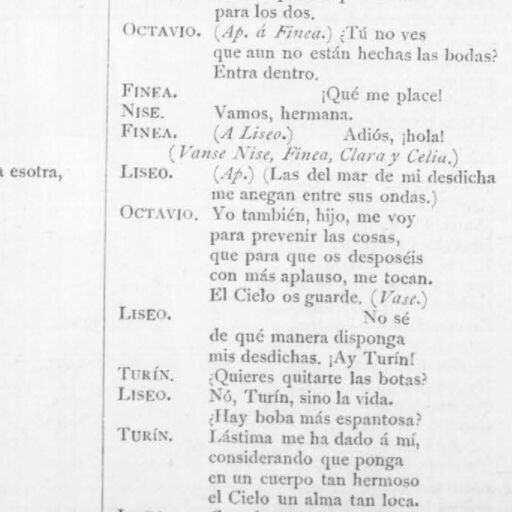 para los dos.
OCTAVIO. (Ap. á Finea.) ¿Tú no ves
que aun no están hechas las bodas?
Entra dentro.
FINEA. ¡Qué me place!
NISE. Vamos, hermana.
FINEA. (A Liseo.) Adiós, ¡hola!
(Vanse Nise, Finea, Clara y Celia.)
esotra,
LISEO. (Ap.) (Las del mar de mi desdicha
me anegan entre sus ondas.)
OCTAVIO. Yo también, hijo, me voy
para prevenir las cosas,
que para que os desposéis
con más aplauso, me tocan.
El Cielo os guarde. (Vase.)
LISEO. No sé
de qué manera disponga
mis desdichas. ¡Ay Turín!
TURÍN. ¿Quieres quitarte las botas?
LISEO. Nó, Turín, sino la vida.
¿Hay boba más espantosa?
TURÍN. Lástima me ha dado á mí,
considerando que ponga
en un cuerpo tan hermoso
el Cielo un alma tan loca.